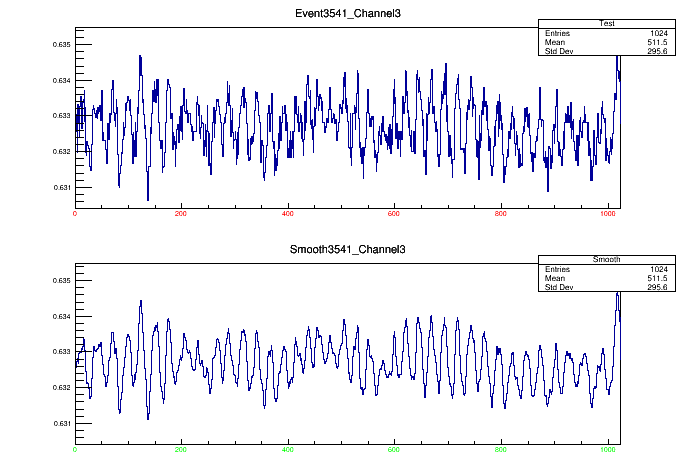 Event3541_Channel3
Test
Entries 1024
Mean 511.5
Std Dev 295.6
0.635
0.634
0.633
0.632
0.631
0 200 400 600 800 1000
Smooth3541_Channel3
Smooth
Entries 1024
Mean 511.5
Std Dev 295.6
0.635
0.634
0.633
0.632
0.631
0 200 400 600 800 1000